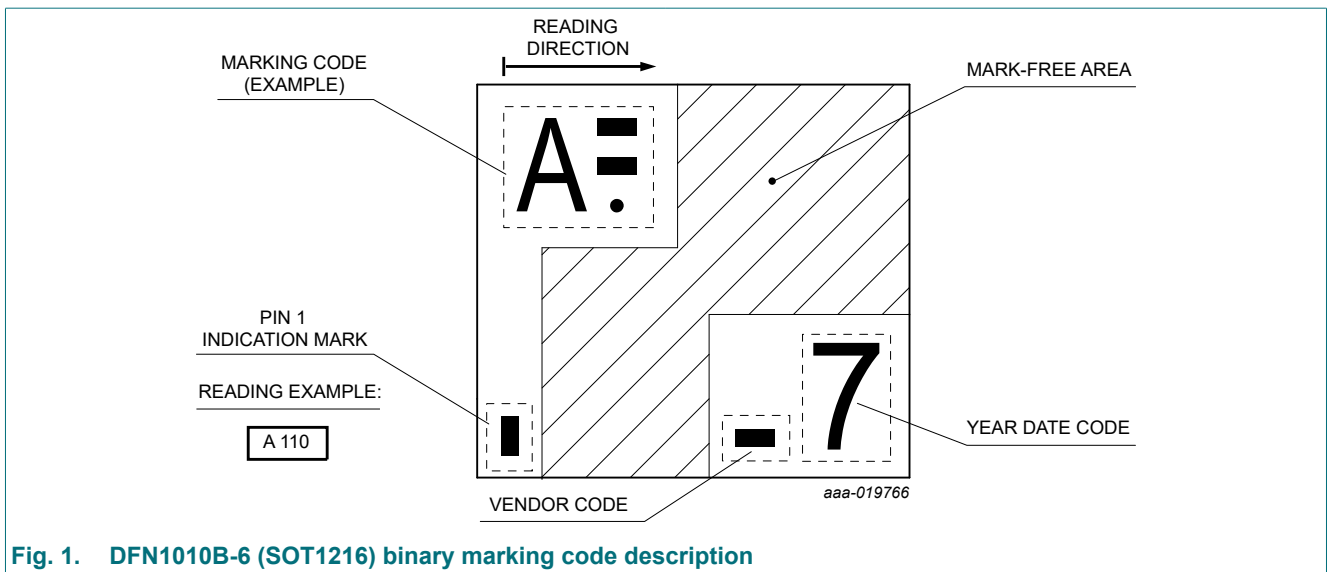 READING
DIRECTION
MARKING CODE
(EXAMPLE)
MARK-FREE AREA
A
PIN 1
INDICATION MARK
READING EXAMPLE:
A 110
7
YEAR DATE CODE
VENDOR CODE
aaa-019766
Fig. 1. DFN1010B-6 (SOT1216) binary marking code description